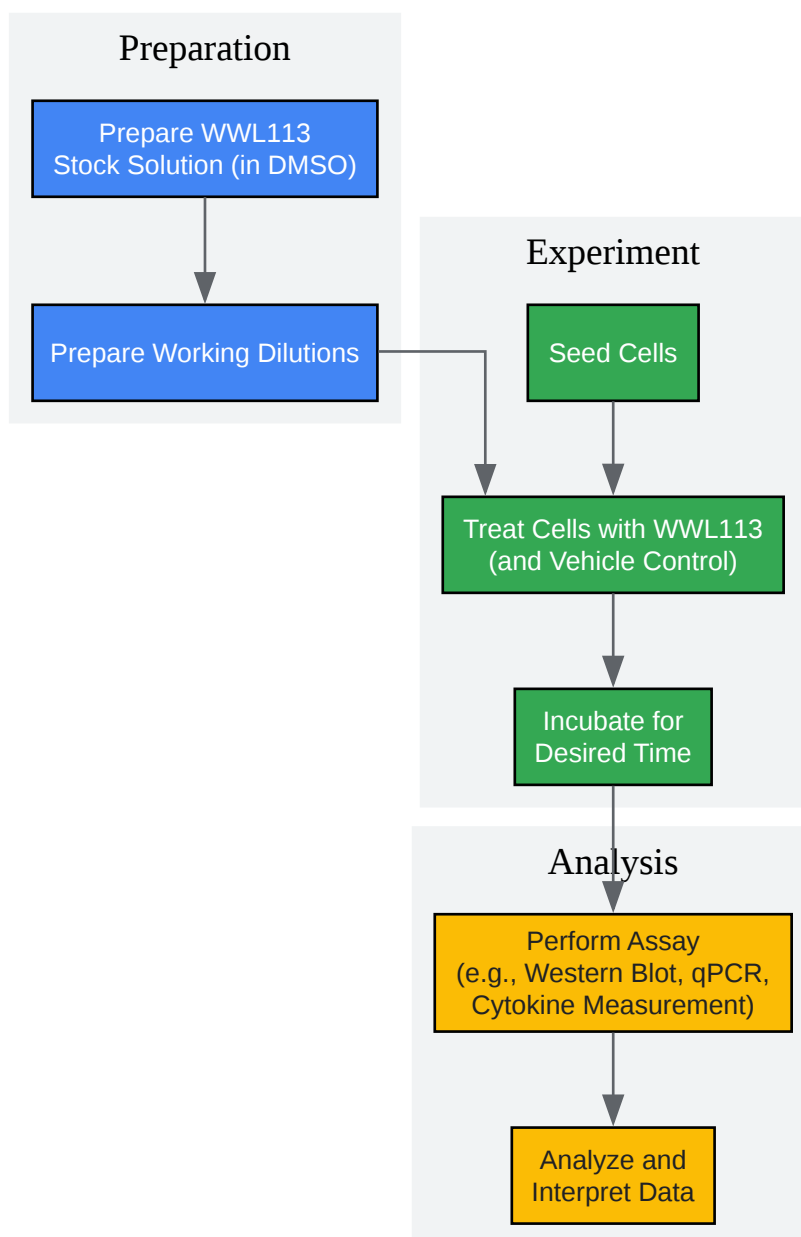 Preparation
Prepare WWL113
Stock Solution (in DMSO)
Prepare Working Dilutions
Experiment
Seed Cells
Treat Cells with WWL113
(and Vehicle Control)
Incubate for
Desired Time
Analysis
Perform Assay
(e.g., Western Blot, qPCR,
Cytokine Measurement)
Analyze and
Interpret Data